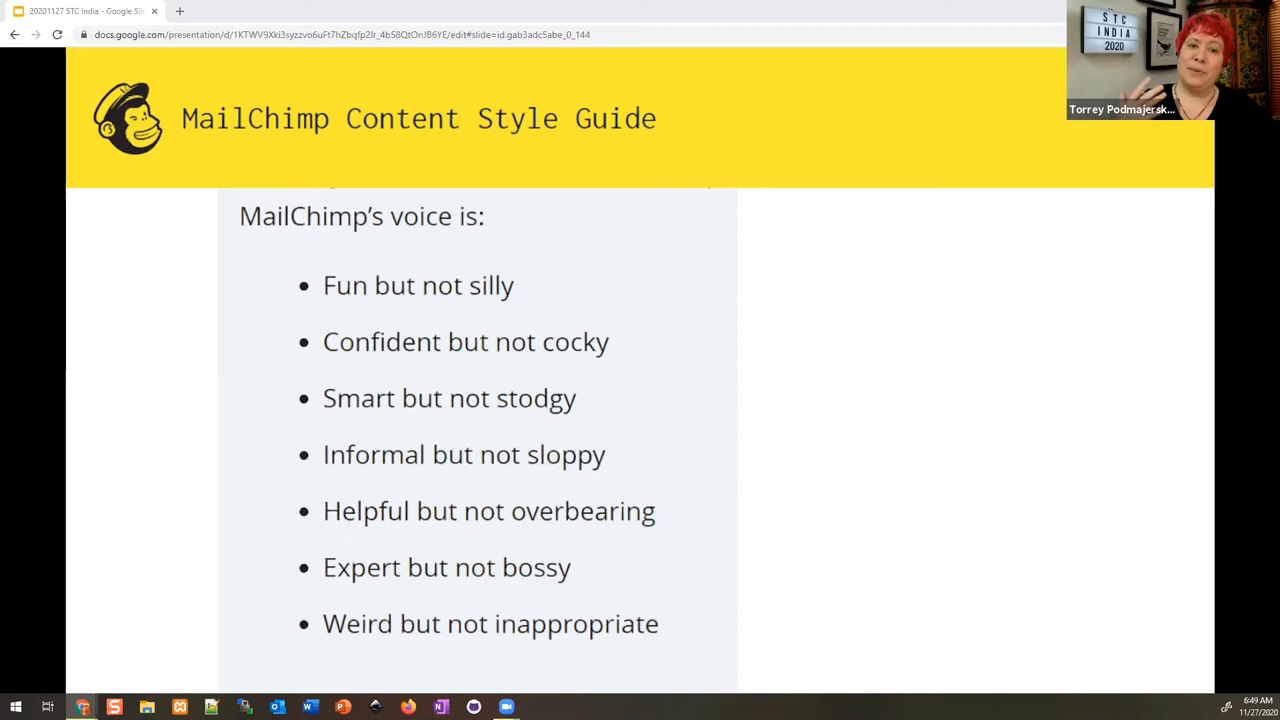 20201127 STC India - Google Slid
docs.google.com/presentation/d/1KTWV9Xki3syzzvo6uFt7hZbqfp2Ir_4b58QtOnJB6YE/edit#slide=id.gab3adc5abe_0_144
STC
INDIA
2020
Torrey Podmajersk...
MailChimp Content Style Guide
MailChimp’s voice is:
• Fun but not silly
• Confident but not cocky
• Smart but not stodgy
• Informal but not sloppy
• Helpful but not overbearing
• Expert but not bossy
• Weird but not inappropriate
6:49 AM
11/27/2020